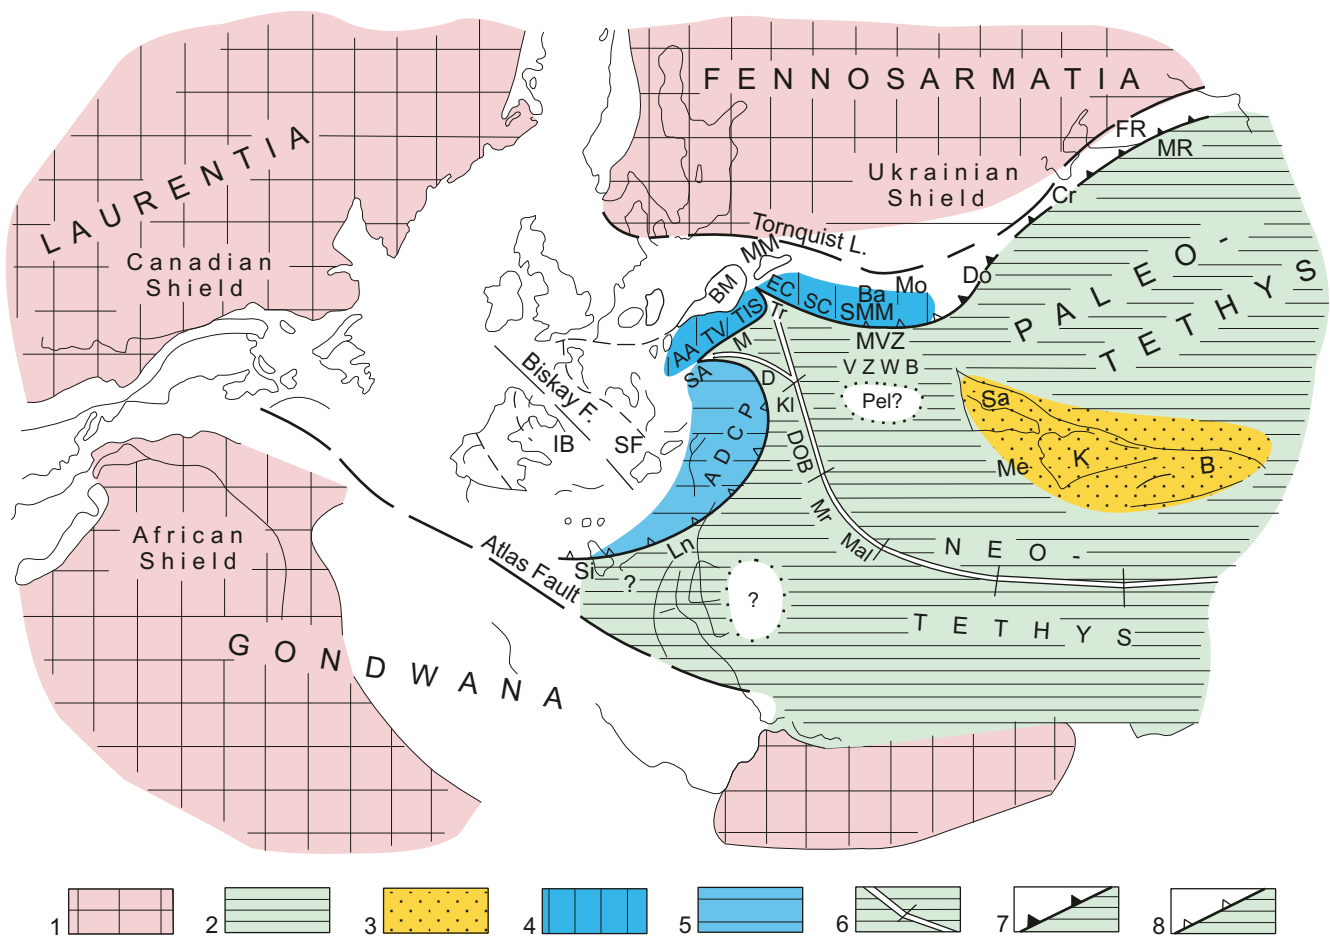 FENNOSARMATIA
LAURENTIA
FR
MR
Ukrainian
Shield
Cr
Tornquist L.
MM
Canadian
Shield
PALEO-
TETHYS
Do
BM
EC
SC
Ba
Mo
SMM
TIS
TV
AA
Tr
M
MVZ
SA
D
VZWB
Biskay F.
Kl
Pel?
Sa
ADCP
IB
SF
DOB
Me
K
B
Mr
African
Shield
Atlas Fault
Ln
Mal
NEO-
Si
?
?
TETHYS
GONDWANA
1
2
3
4
5
6
7
8